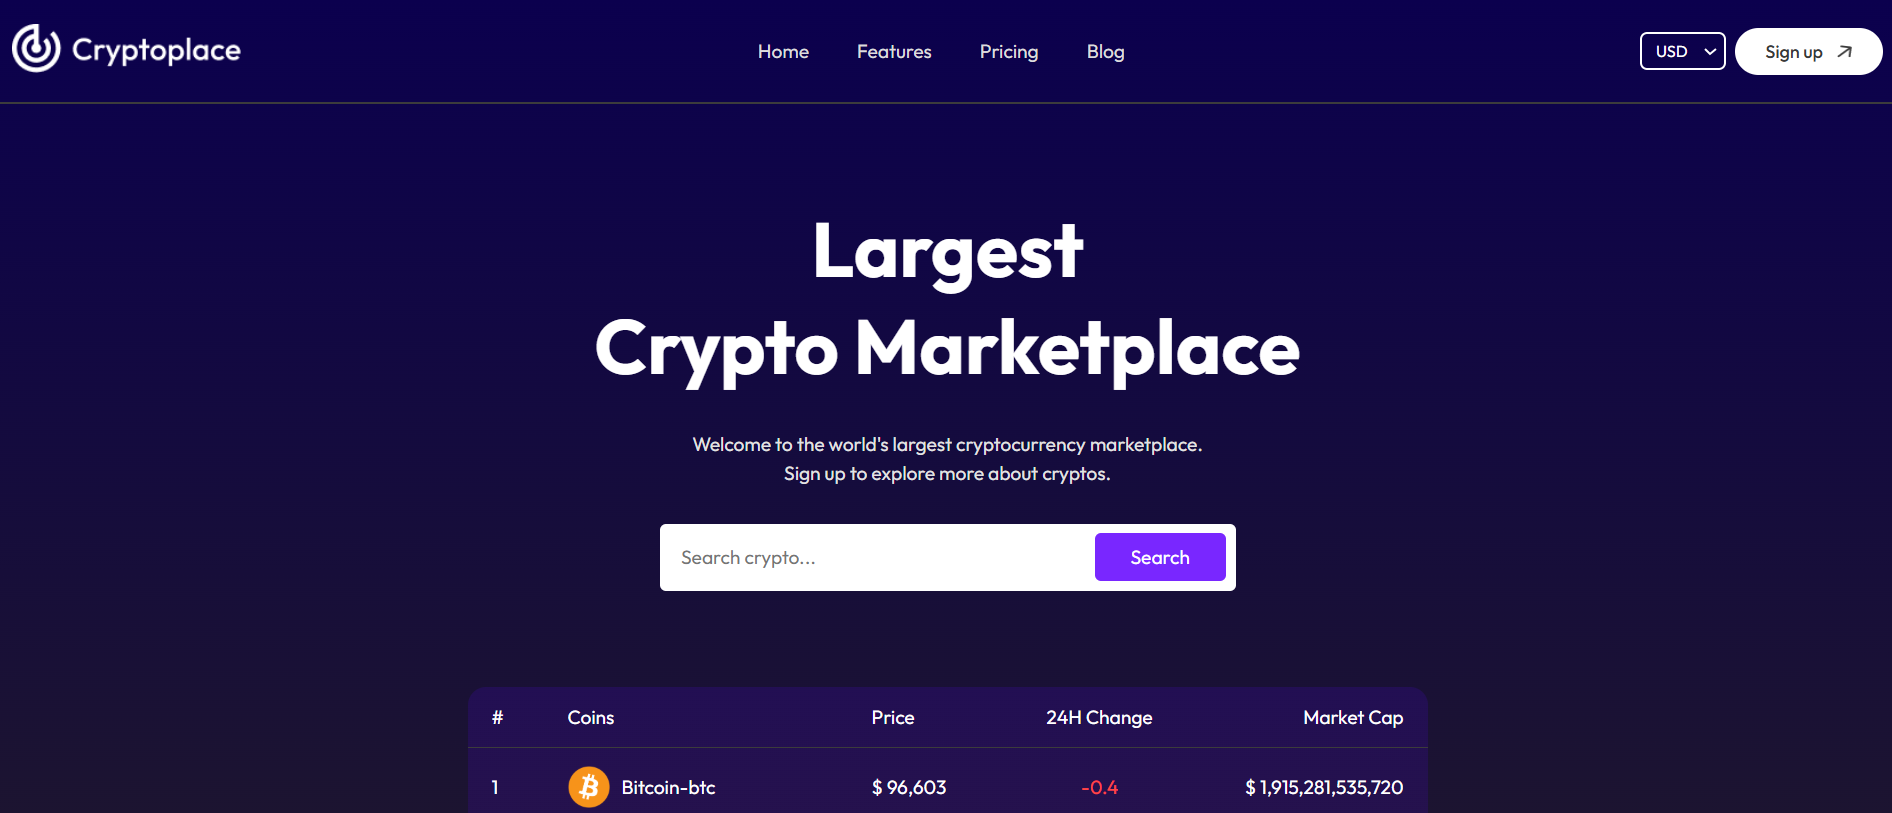 Cryptoplace
Home Features Pricing Blog
USD
Sign up
Largest
Crypto Marketplace
Welcome to the world's largest cryptocurrency marketplace.
Sign up to explore more about cryptos.
Search crypto...
Search
# Coins Price 24H Change Market Cap
1 Bitcoin-btc $ 96,603 -0.4 $ 1,915,281,535,720